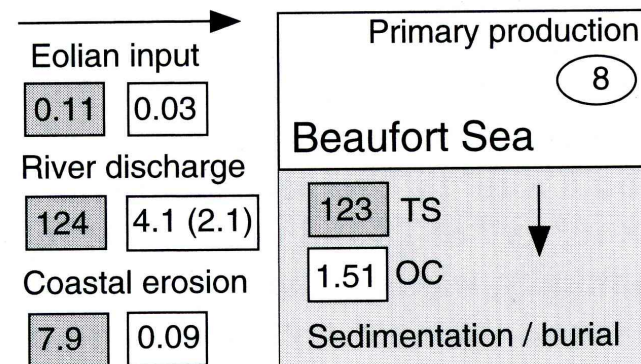 Eolian input
0.11 0.03
River discharge
124 4.1 (2.1)
Coastal erosion
7.9 0.09
Primary production
8
Beaufort Sea
123 TS
1.51 OC
Sedimentation / burial